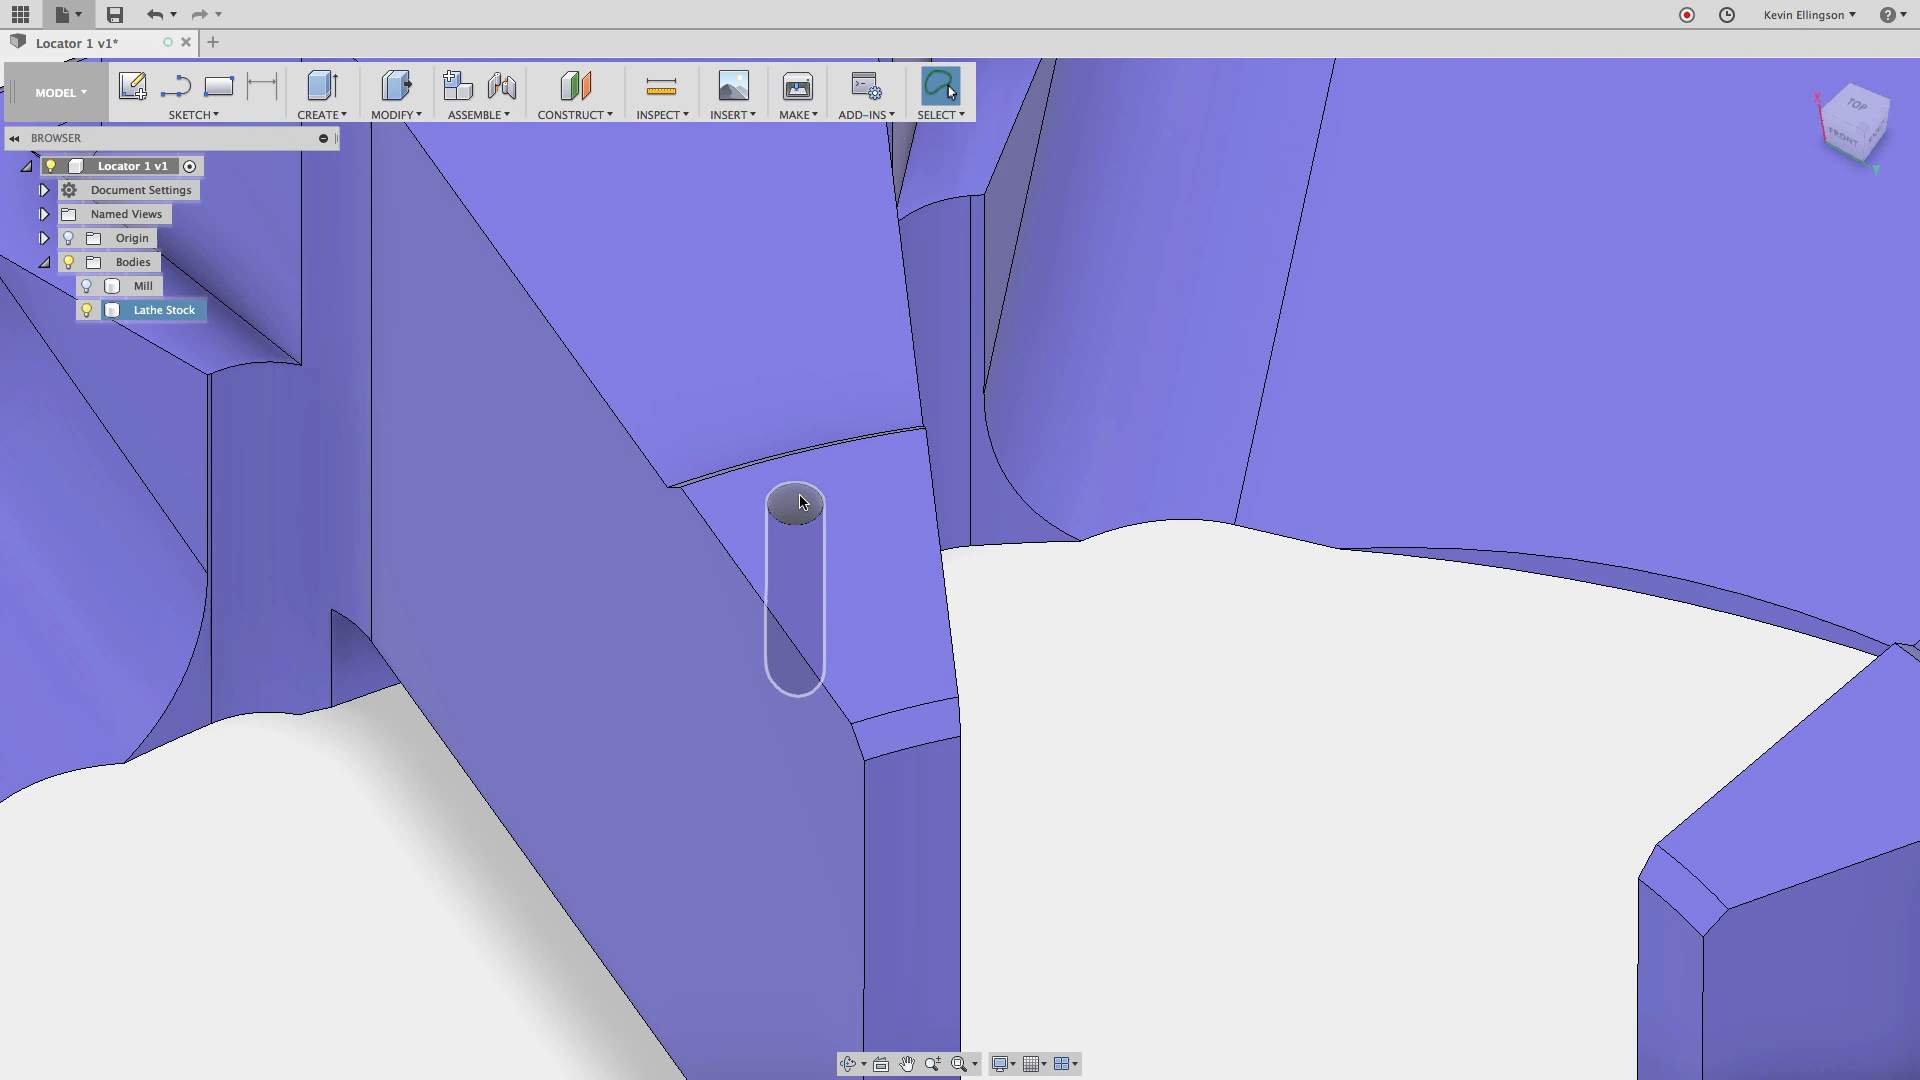 Kevin Ellingson
Locator 1 v1*
MODEL
SKETCH
CREATE
MODIFY
ASSEMBLE
CONSTRUCT
INSPECT
INSERT
MAKE
ADD-INS
SELECT
BROWSER
Locator 1 v1
Document Settings
Named Views
Origin
Bodies
Mill
Lathe Stock
X
TOP
FRONT
Y